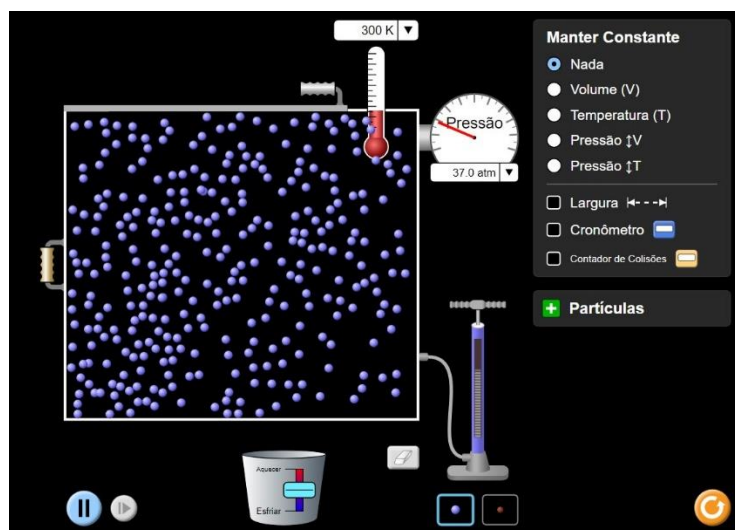 300 K
Pressão
37.0 atm
Manter Constante
Nada
Volume (V)
Temperatura (T)
Pressão ↕V
Pressão ↕T
Largura
Cronômetro
Contador de Colisões
Partículas
Aquecer
Esfriar